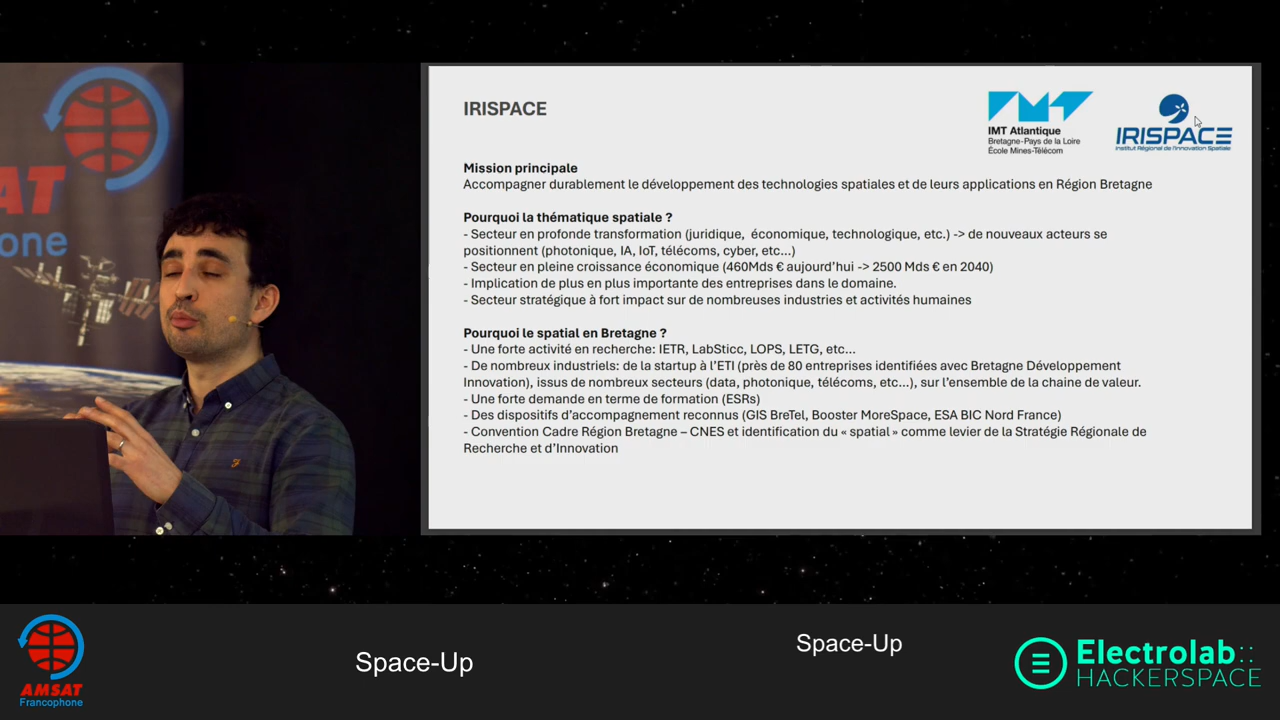 AT
hone
IRISPACE
IMT Atlantique
Bretagne-Pays de la Loire
École Mines-Télécom
IRISPACE
Institut Régional de l'Innovation Spatiale
Mission principale
Accompagner durablement le développement des technologies spatiales et de leurs applications en Région Bretagne
Pourquoi la thématique spatiale ?
- Secteur en profonde transformation (juridique, économique, technologique, etc.) -> de nouveaux acteurs se
positionnent (photonique, IA, IoT, télécoms, cyber, etc...)
- Secteur en pleine croissance économique (460Mds € aujourd'hui -> 2500 Mds € en 2040)
- Implication de plus en plus importante des entreprises dans le domaine.
- Secteur stratégique à fort impact sur de nombreuses industries et activités humaines
Pourquoi le spatial en Bretagne ?
- Une forte activité en recherche: IETR, LabSticc, LOPS, LETG, etc...
- De nombreux industriels: de la startup à l'ETI (près de 80 entreprises identifiées avec Bretagne Développement
Innovation), issus de nombreux secteurs (data, photonique, télécoms, etc...), sur l'ensemble de la chaine de valeur.
- Une forte demande en terme de formation (ESRs)
- Des dispositifs d'accompagnement reconnus (GIS BreTel, Booster MoreSpace, ESA BIC Nord France)
- Convention Cadre Région Bretagne – CNES et identification du « spatial » comme levier de la Stratégie Régionale de
Recherche et d'Innovation
AMSAT
Francophone
Space-Up
Space-Up
Electrolab::
HACKERSPACE